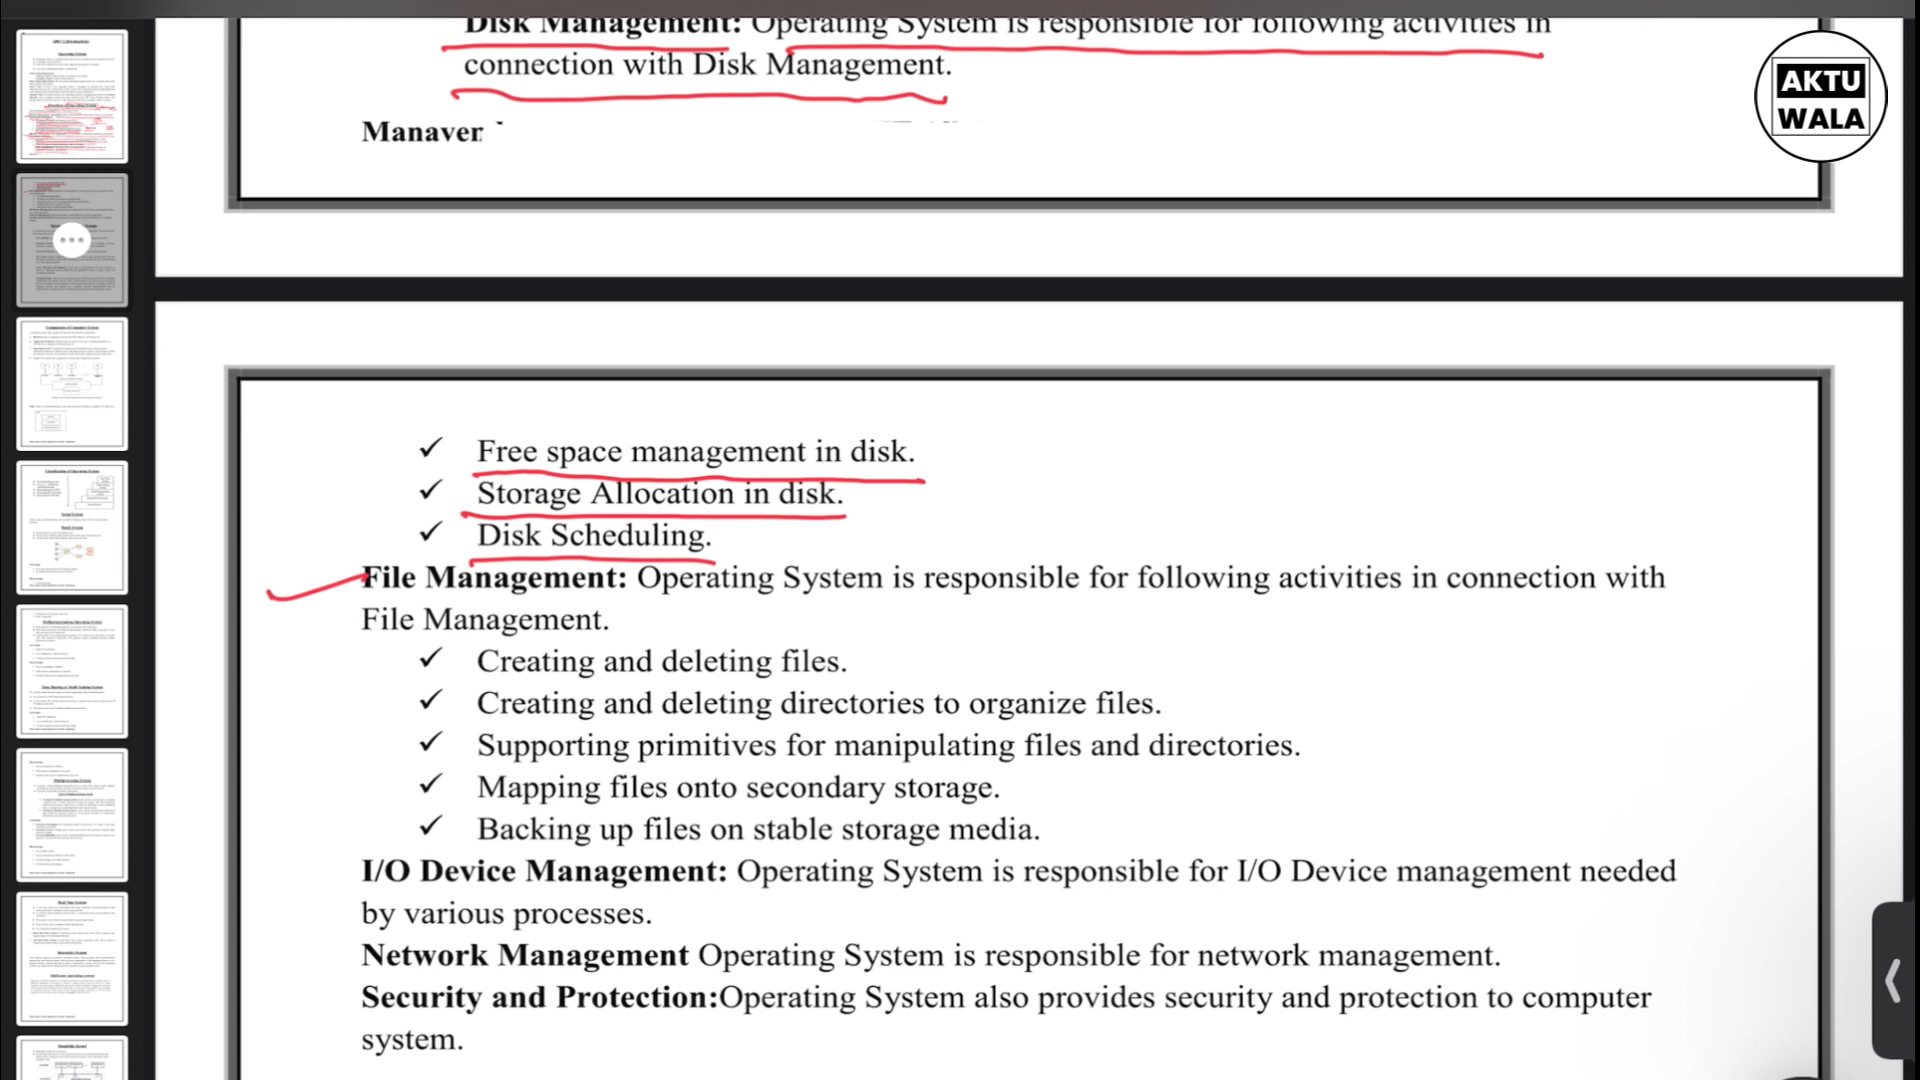 Disk Management: Operating System is responsible for following activities in
connection with Disk Management.
AKTU
WALA
✓ Free space management in disk.
✓ Storage Allocation in disk.
✓ Disk Scheduling.
File Management: Operating System is responsible for following activities in connection with
File Management.
✓ Creating and deleting files.
✓ Creating and deleting directories to organize files.
✓ Supporting primitives for manipulating files and directories.
✓ Mapping files onto secondary storage.
✓ Backing up files on stable storage media.
I/O Device Management: Operating System is responsible for I/O Device management needed
by various processes.
Network Management Operating System is responsible for network management.
Security and Protection:Operating System also provides security and protection to computer
system.